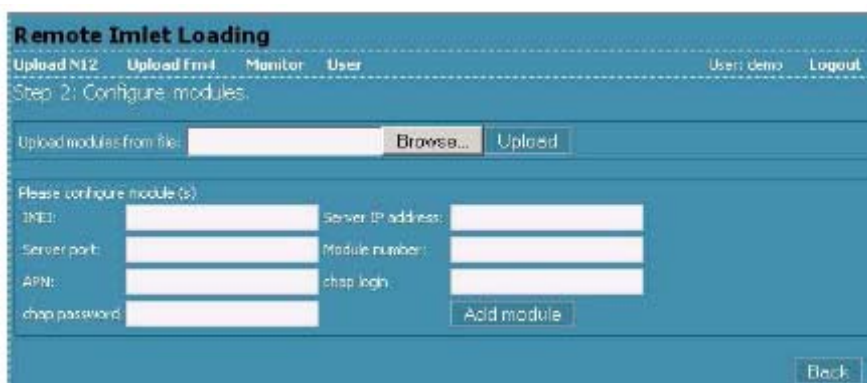 Remote Imlet Loading
Upload N12 Upload Fm4 Monitor User User: demo Logout
Step 2: Configure modules.
Upload modules from file: Browse... Upload
Please configure module(s)
IMEI: Server IP address:
Server port: Module number:
APN: chap login
chap password Add module
Back